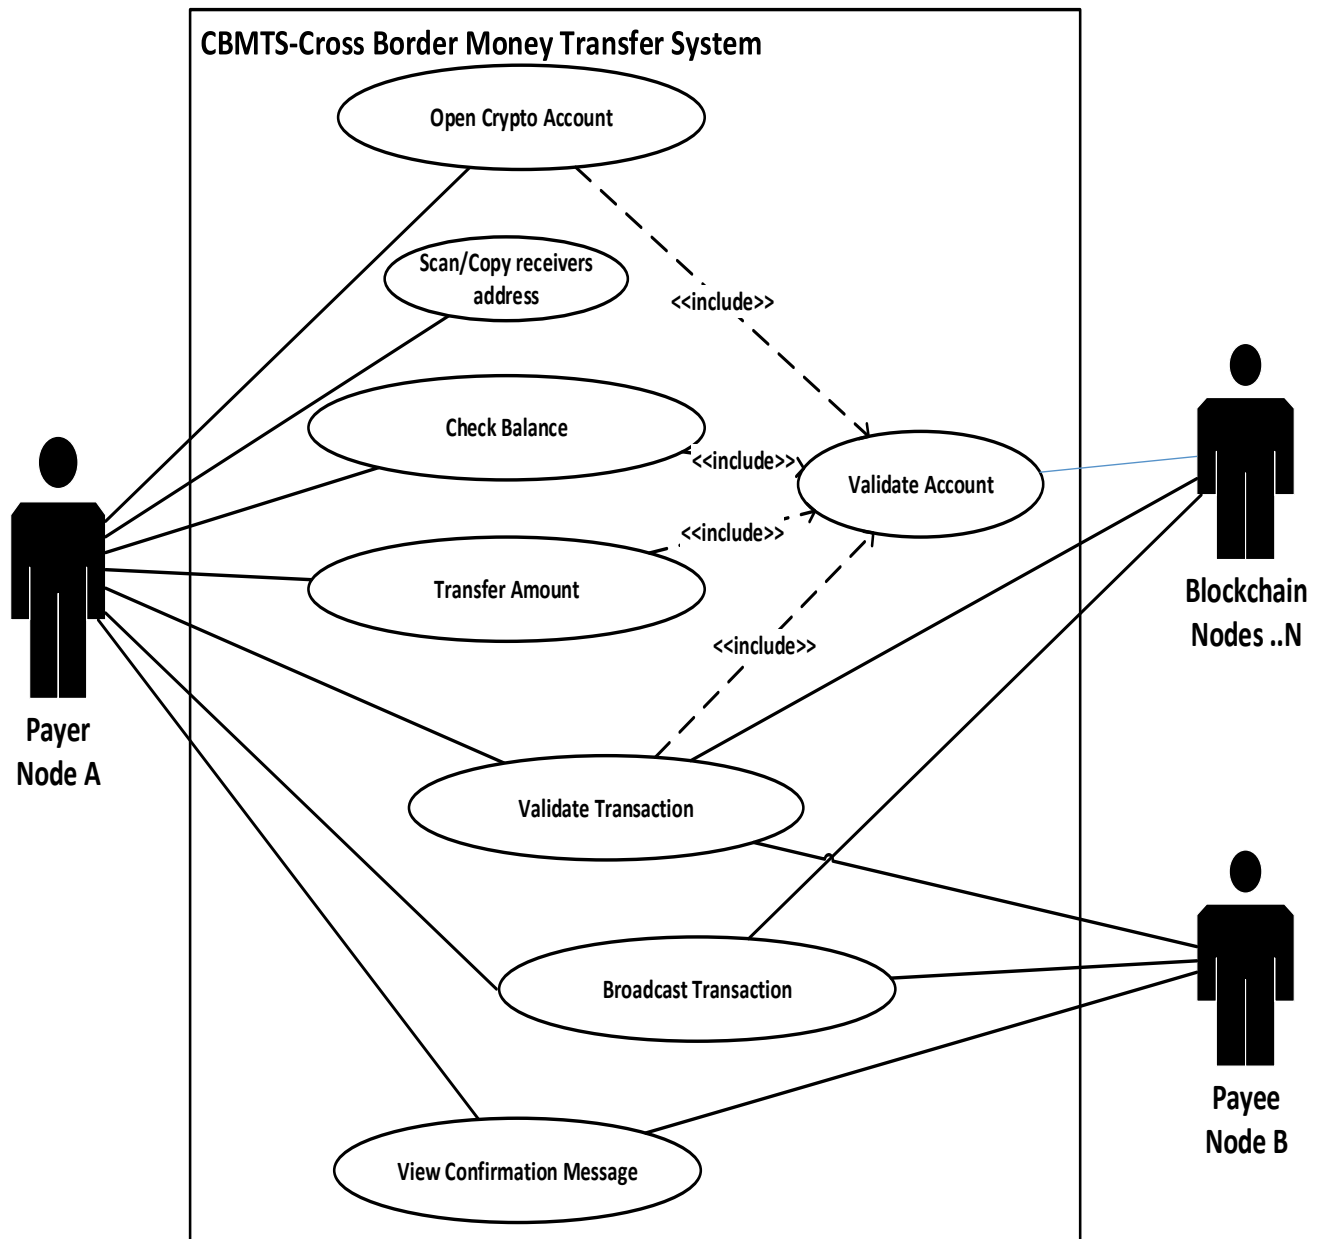 CBMTS-Cross Border Money Transfer System
Open Crypto Account
Scan/Copy receivers
address
<<include>>
Check Balance
<<include>>
Validate Account
<<include>>
Transfer Amount
Blockchain
Nodes ..N
<<include>>
Payer
Node A
Validate Transaction
Broadcast Transaction
Payee
Node B
View Confirmation Message